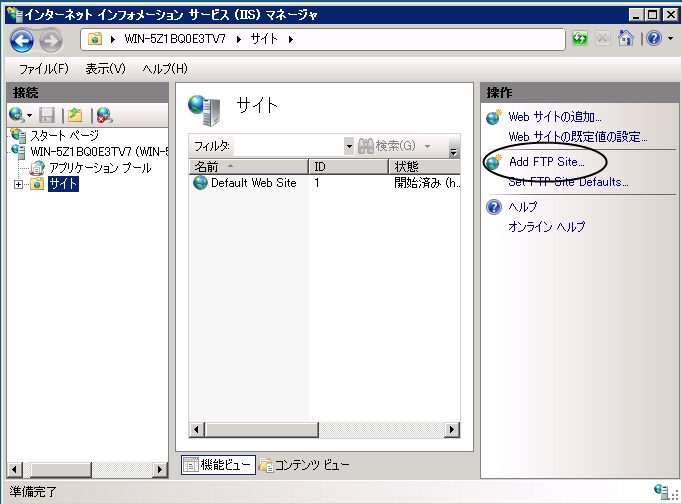 インターネット インフォメーション サービス (IIS) マネージャ
WIN-5Z1BQ0E3TV7 サイト
ファイル(F) 表示(V) ヘルプ(H)
接続
スタート ページ
WIN-5Z1BQ0E3TV7 (WIN-5
アプリケーション プール
サイト
サイト
フィルタ: 検索(G)
名前 ID 状態
Default Web Site 1 開始済み (h...
機能ビュー コンテンツ ビュー
操作
Web サイトの追加...
Web サイトの既定値の設定...
Add FTP Site...
Set FTP Site Defaults...
ヘルプ
オンライン ヘルプ
準備完了